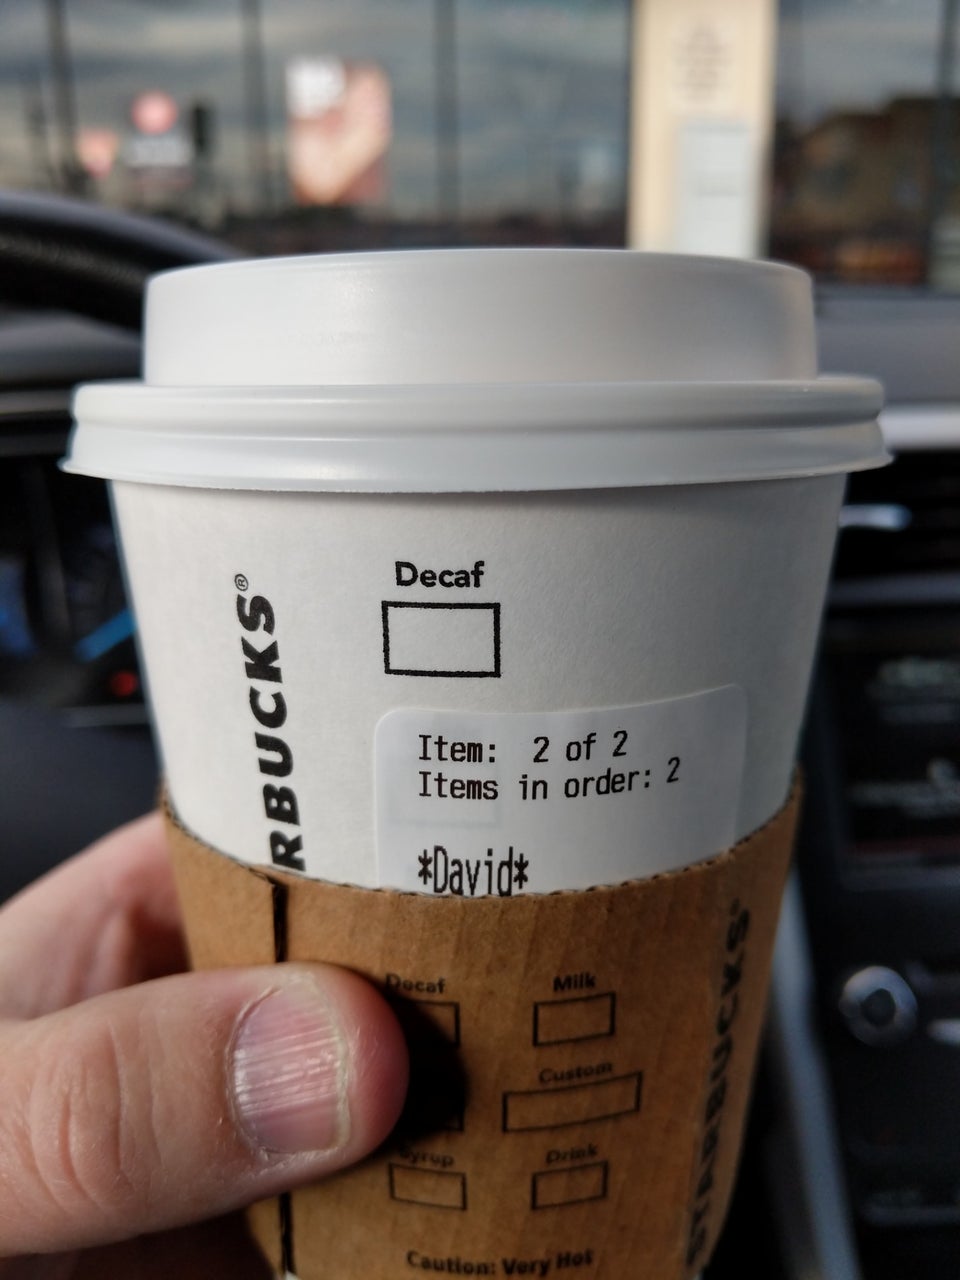 Decaf
RBUCKS®
Item: 2 of 2
Items in order: 2
*David*
Decaf
Milk
Custom
Syrup
Drink
STARBUCKS®
Caution: Very Hot